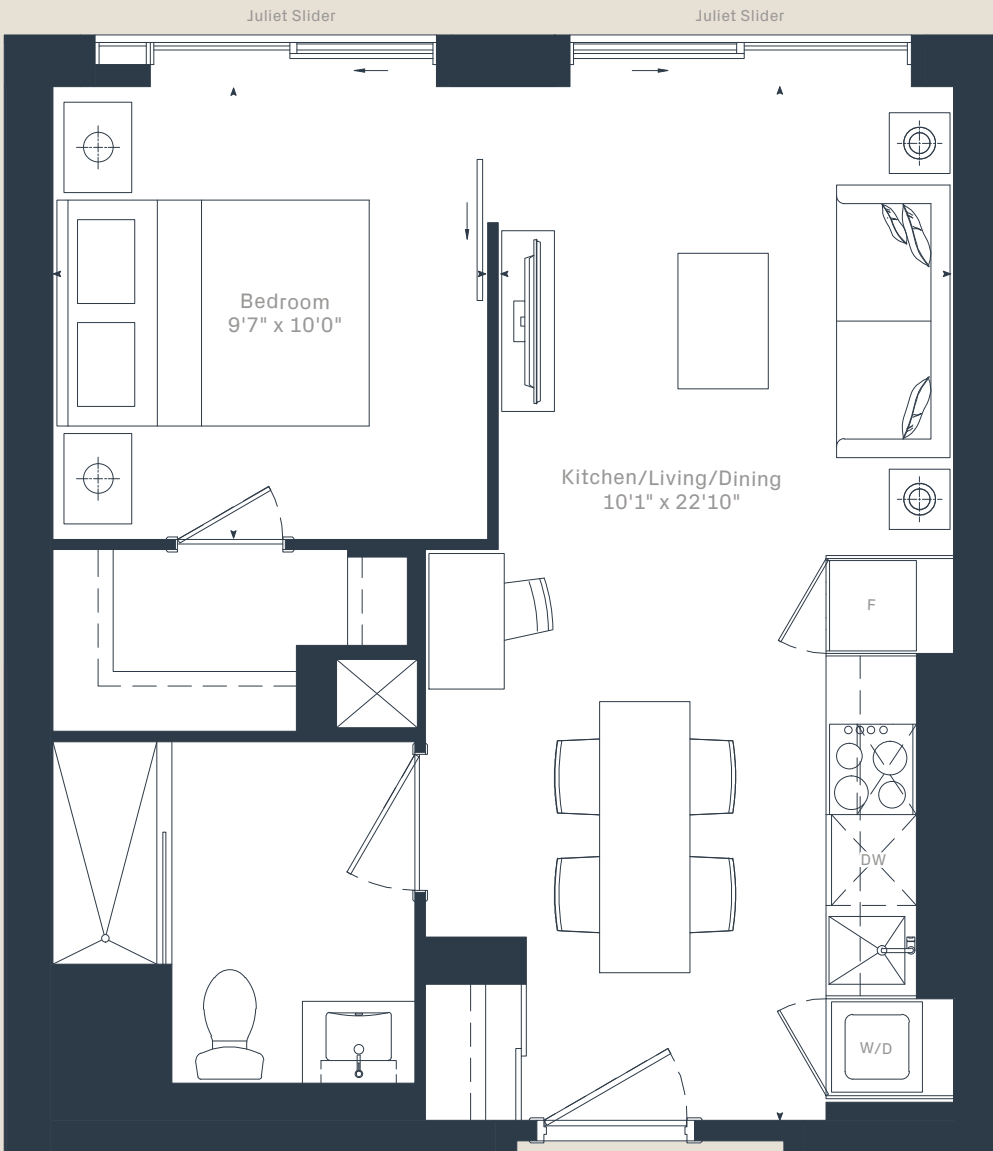 Juliet Slider
Juliet Slider
Bedroom
9'7" x 10'0"
Kitchen/Living/Dining
10'1" x 22'10"
F
DW
W/D